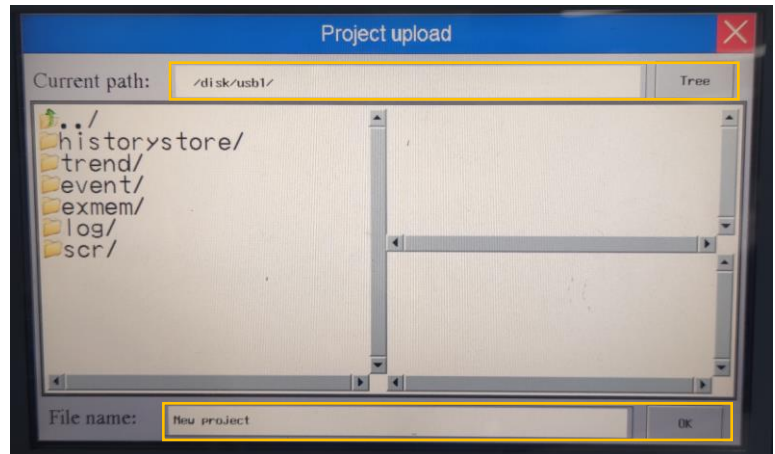 Project upload
Current path: /disk/usb1/ Tree
../
historystore/
trend/
event/
exmem/
log/
scr/
File name: New project OK